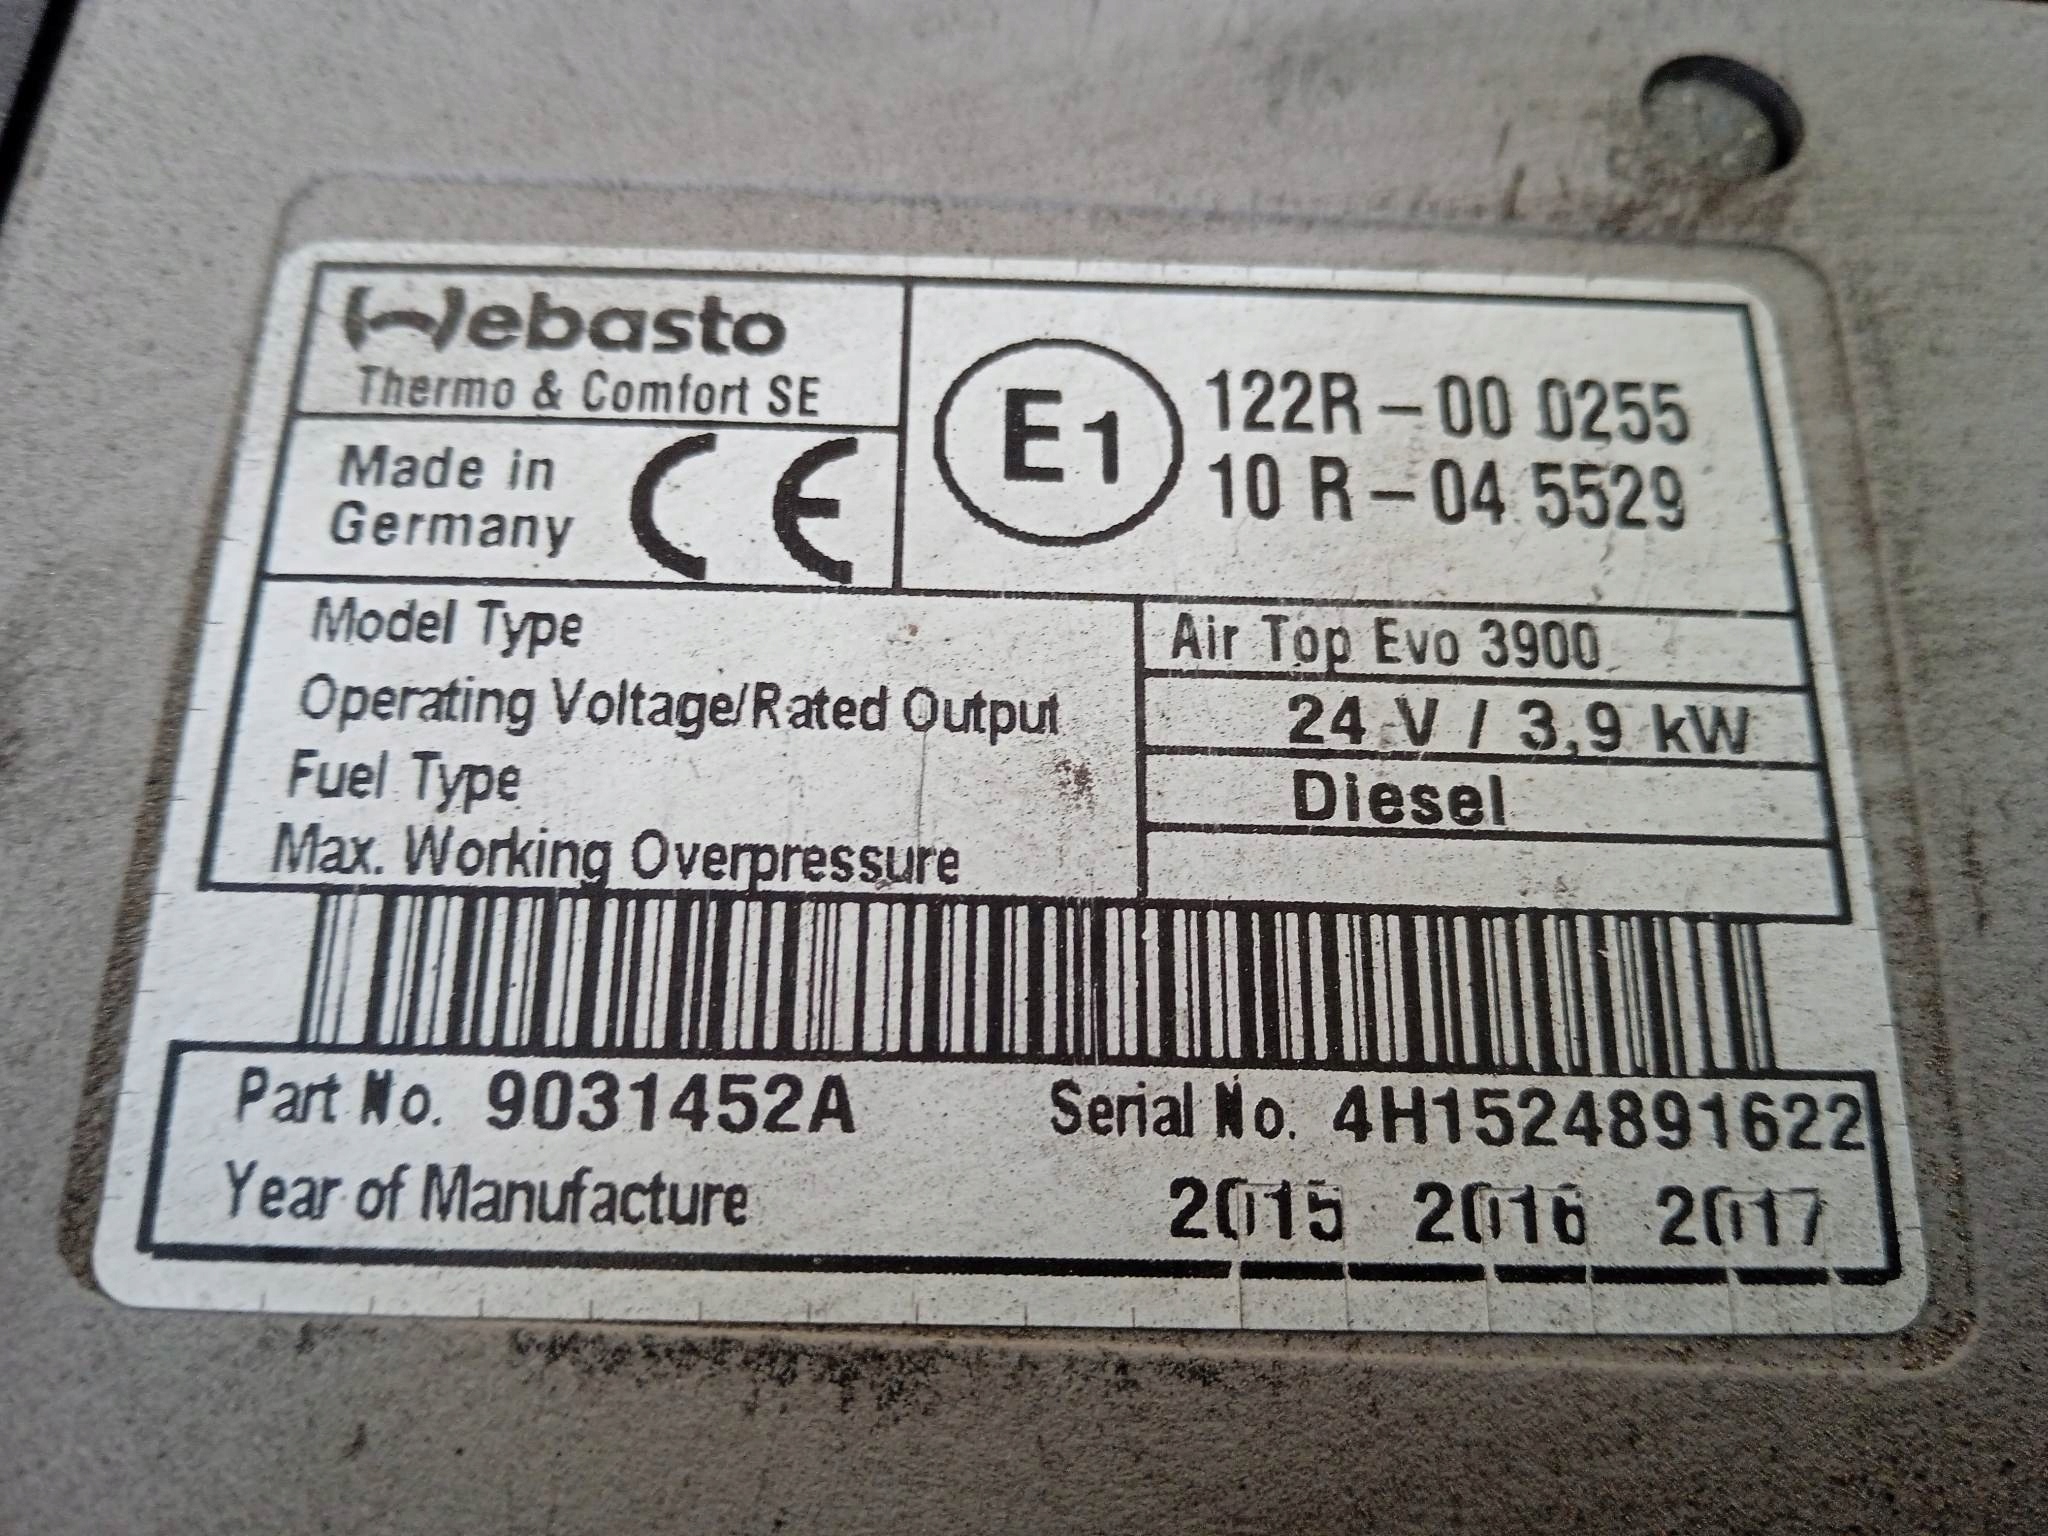 Webasto
Thermo & Comfort SE
Made in
Germany
CE
E1
122R-00 0255
10 R-04 5529
Model Type
Air Top Evo 3900
Operating Voltage/Rated Output
24 V / 3,9 kW
Fuel Type
Diesel
Max. Working Overpressure
Part No. 9031452A
Serial No. 4H1524891622
Year of Manufacture
2015 2016 2017